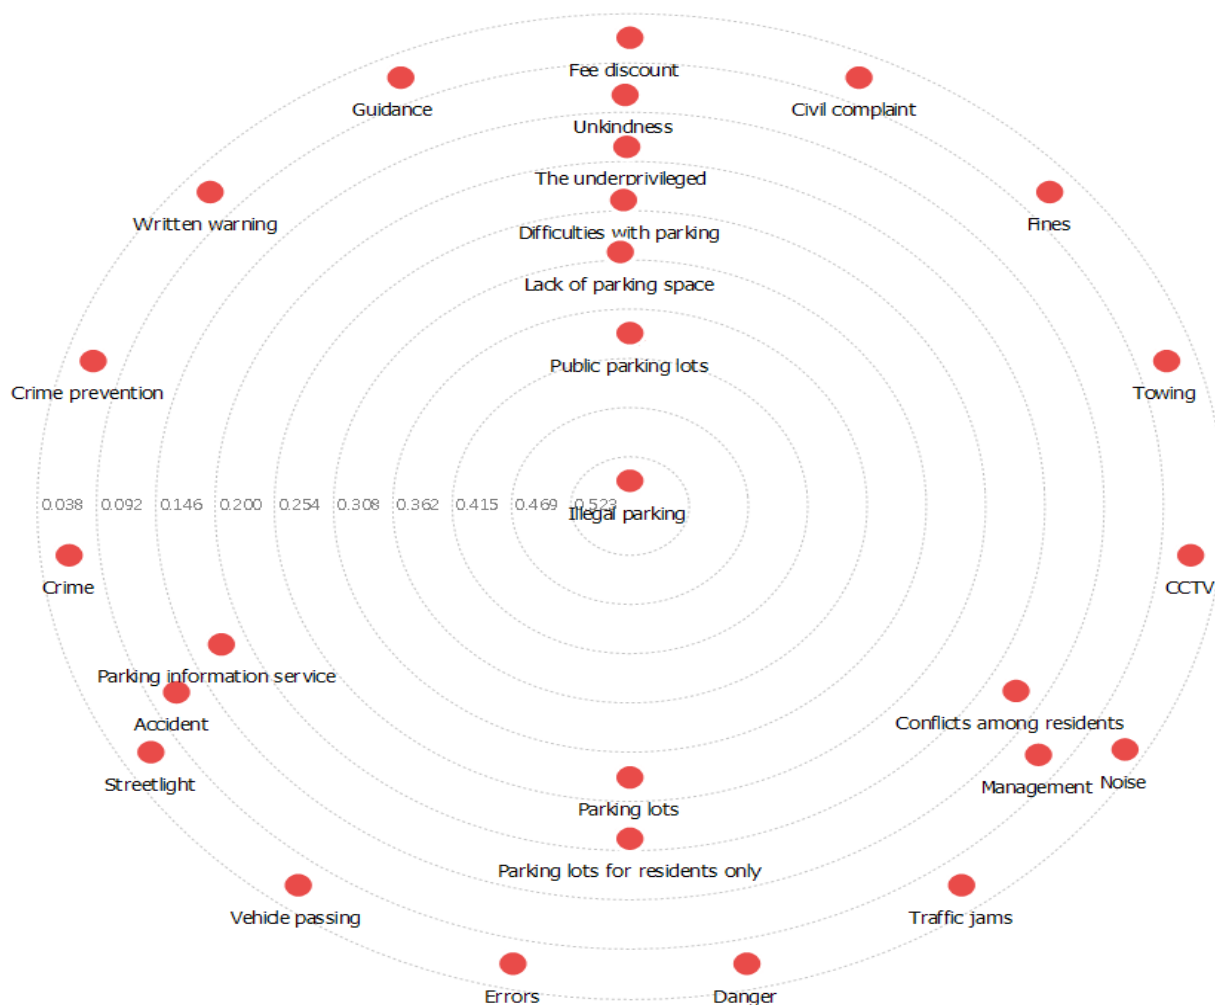 Fee discount
Guidance
Civil complaint
Unkindness
The underprivileged
Written warning
Fines
Difficulties with parking
Lack of parking space
Public parking lots
Crime prevention
Towing
0.038 0.092 0.146 0.200 0.254 0.308 0.362 0.415 0.469 0.523
Illegal parking
Crime
CCTV
Parking information service
Accident
Conflicts among residents
Streetlight
Management
Noise
Parking lots
Parking lots for residents only
Vehicle passing
Traffic jams
Errors
Danger